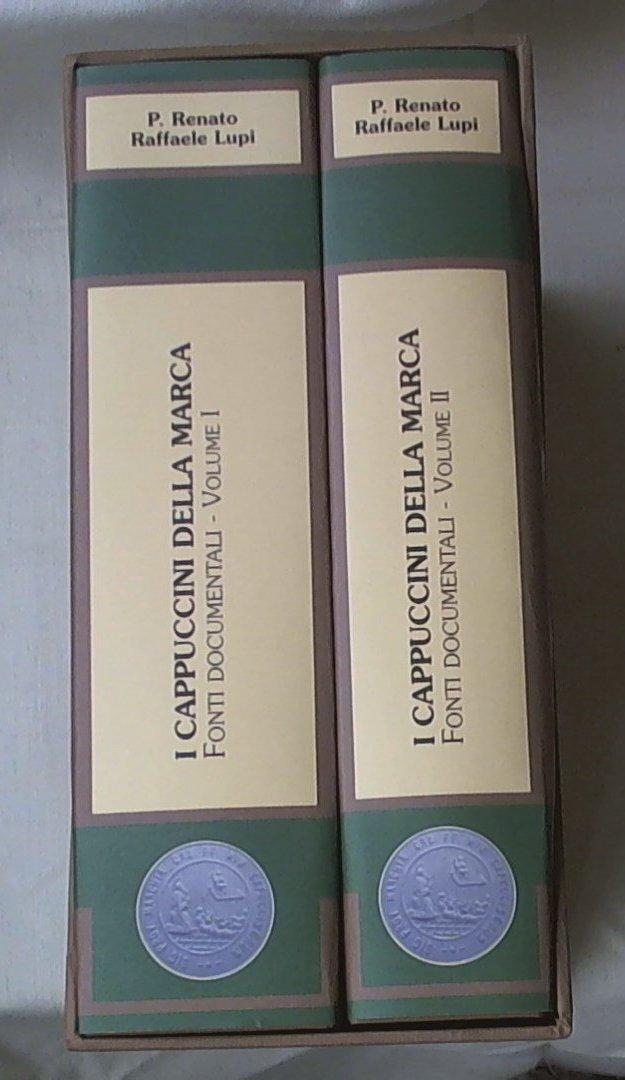 P. Renato
Raffaele Lupi
I CAPPUCCINI DELLA MARCA
FONTI DOCUMENTALI - VOLUME I
P. Renato
Raffaele Lupi
I CAPPUCCINI DELLA MARCA
FONTI DOCUMENTALI - VOLUME II